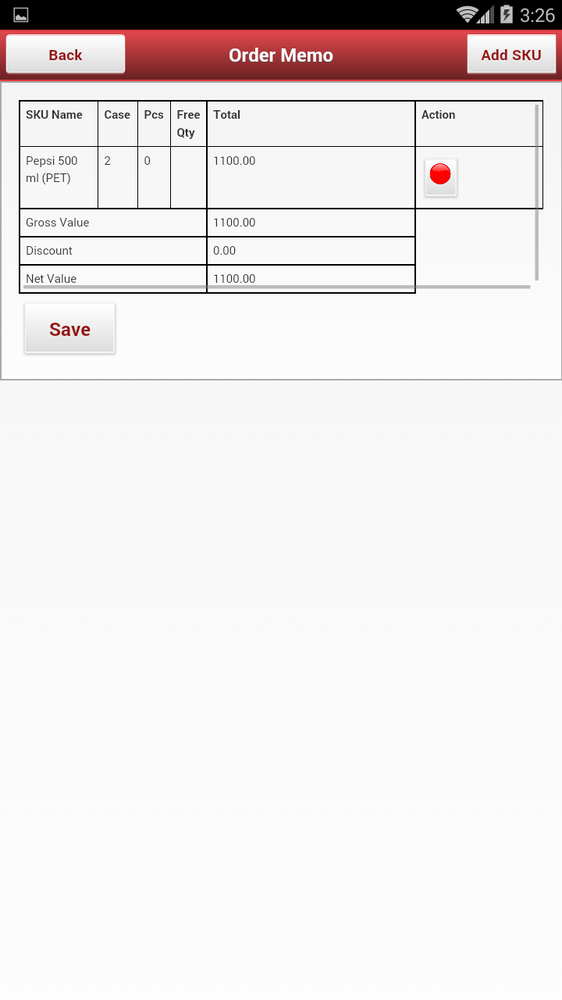 3:26
Back
Order Memo
Add SKU
SKU Name Case Pcs Free Total Action
Qty
Pepsi 500 2 0 1100.00
ml (PET)
Gross Value 1100.00
Discount 0.00
Net Value 1100.00
Save